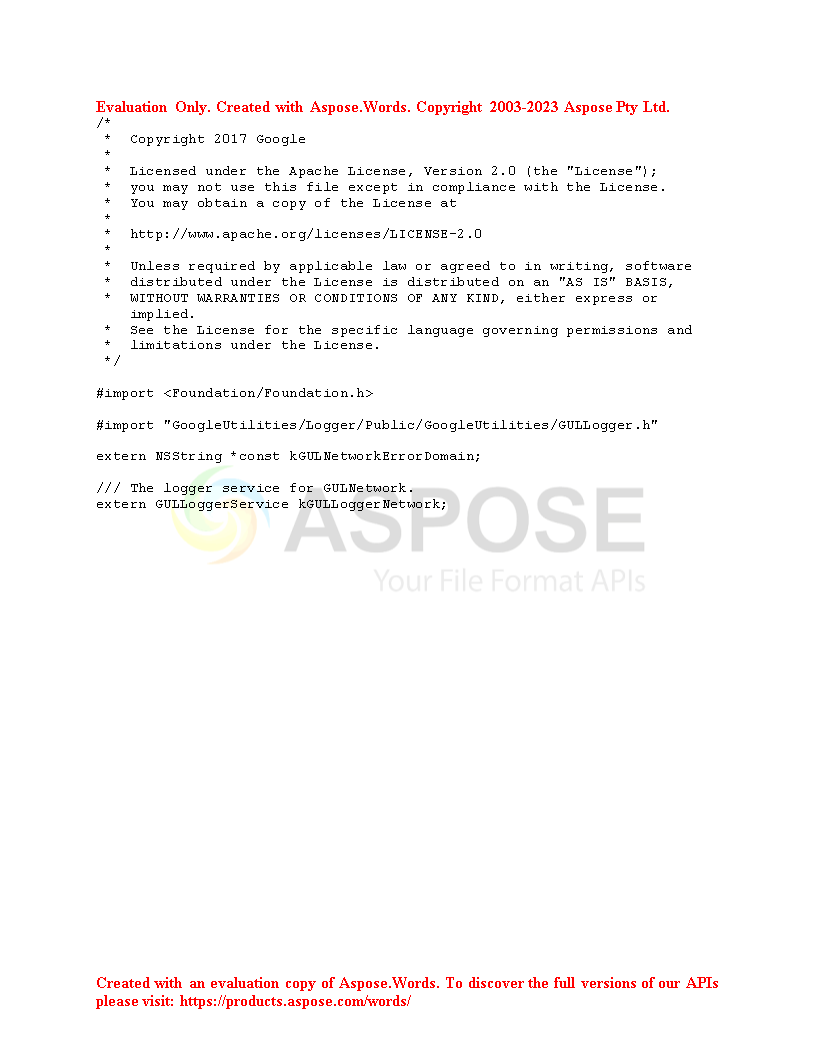 Evaluation Only. Created with Aspose.Words. Copyright 2003-2023 Aspose Pty Ltd.
/*
 *  Copyright 2017 Google
 *
 *  Licensed under the Apache License, Version 2.0 (the "License");
 *  you may not use this file except in compliance with the License.
 *  You may obtain a copy of the License at
 *
 *  http://www.apache.org/licenses/LICENSE-2.0
 *
 *  Unless required by applicable law or agreed to in writing, software
 *  distributed under the License is distributed on an "AS IS" BASIS,
 *  WITHOUT WARRANTIES OR CONDITIONS OF ANY KIND, either express or
    implied.
 *  See the License for the specific language governing permissions and
 *  limitations under the License.
 */
#import <Foundation/Foundation.h>
#import "GoogleUtilities/Logger/Public/GoogleUtilities/GULLogger.h"
extern NSString *const kGULNetworkErrorDomain;
/// The logger service for GULNetwork.
extern GULLoggerService kGULLoggerNetwork;
ASPOSE
Your File Format APIs
Created with an evaluation copy of Aspose.Words. To discover the full versions of our APIs
please visit: https://products.aspose.com/words/